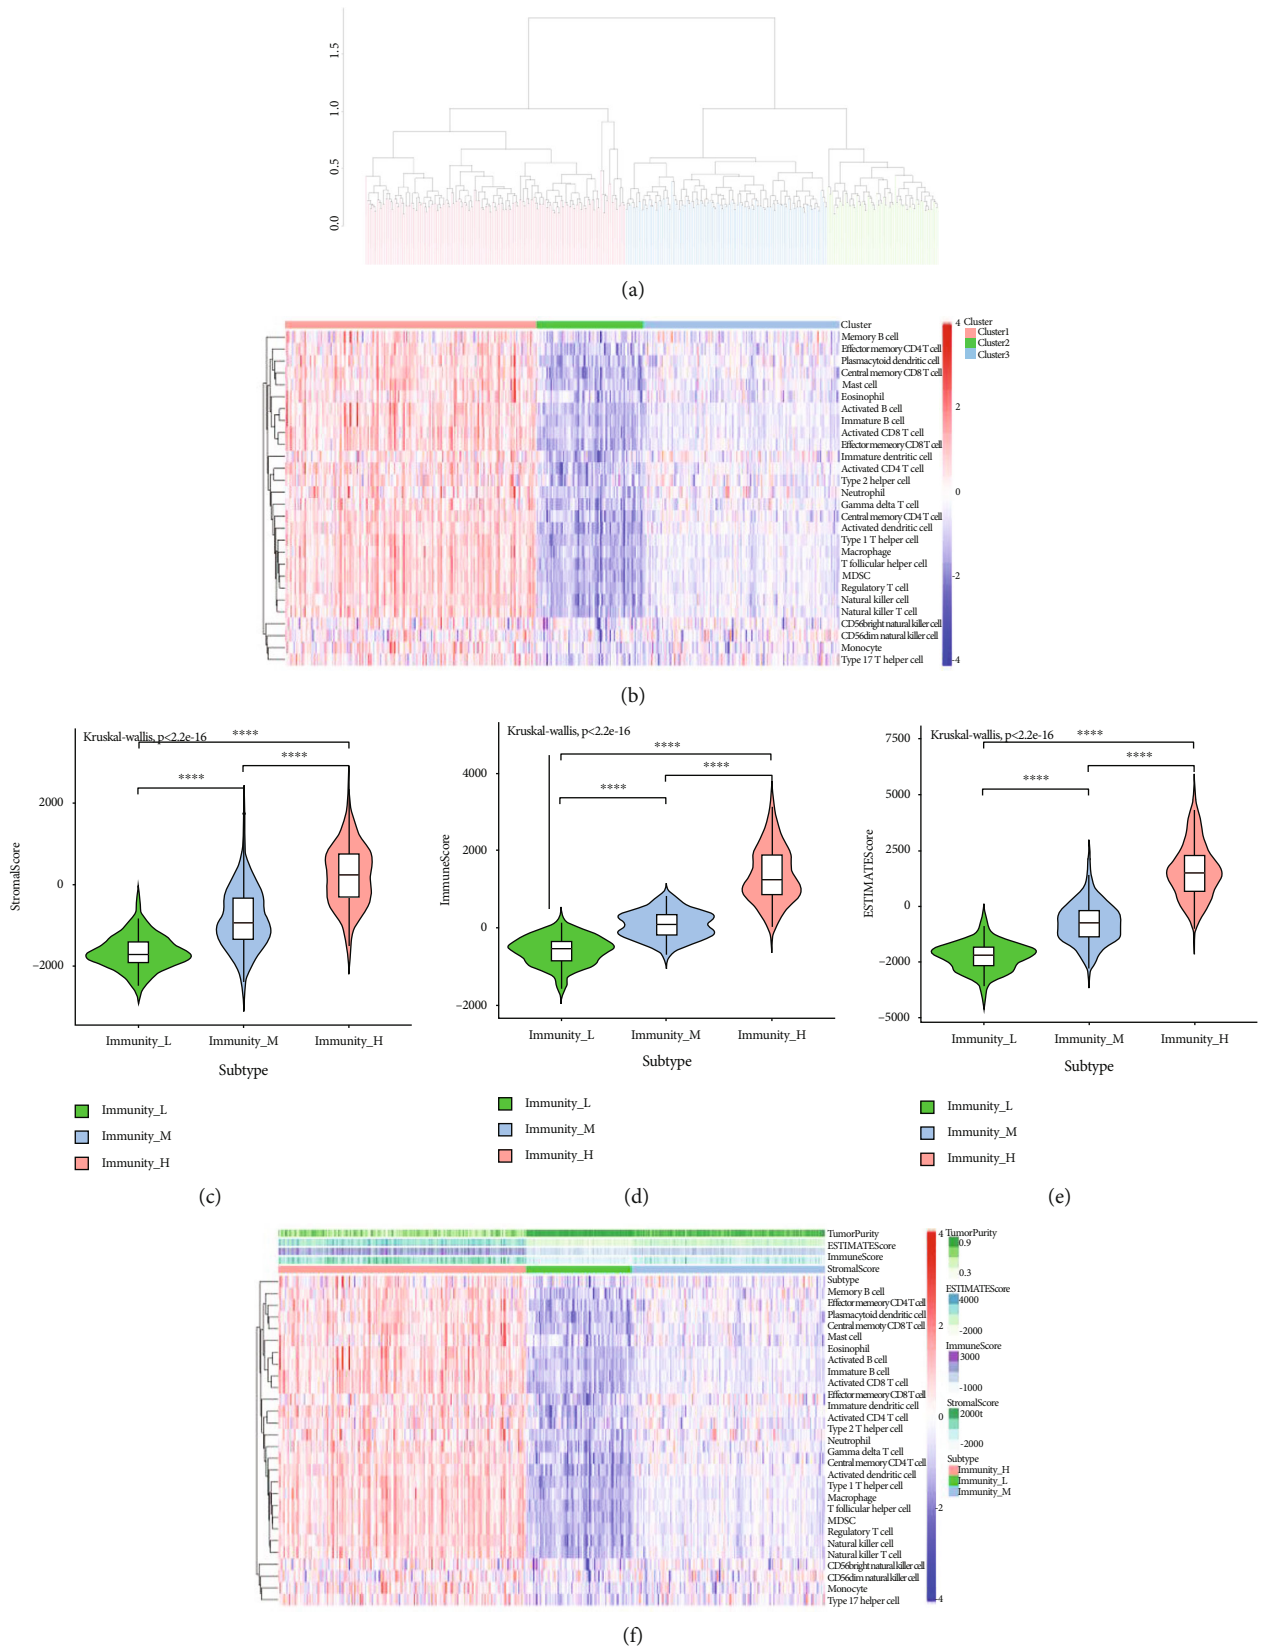 1.5
1.0
0.5
0.0
(a)
Cluster
Memory B cell
Effector memory CD4 T cell
Plasmacytoid dendritic cell
Central memory CD8 T cell
Mast cell
Eosinophil
Activated B cell
Immature B cell
Activated CD8 T cell
Effector memeory CD8 T cell
Immature dentritic cell
Activated CD4 T cell
Type 2 helper cell
Neutrophil
Gamma delta T cell
Central memory CD4 T cell
Activated dendritic cell
Type 1 T helper cell
Macrophage
T follicular helper cell
MDSC
Regulatory T cell
Natural killer cell
Natural killer T cell
CD56bright natural killer cell
CD56dim natural killer cell
Monocyte
Type 17 T helper cell
4
2
0
-2
-4
Cluster
Cluster1
Cluster2
Cluster3
(b)
Kruskal-wallis, p<2.2e-16
****
****
****
StromalScore
2000
0
−2000
Immunity_L
Immunity_M
Immunity_H
Subtype
Immunity_L
Immunity_M
Immunity_H
(c)
Kruskal-wallis, p<2.2e-16
****
****
****
ImmuneScore
4000
2000
0
−2000
Immunity_L
Immunity_M
Immunity_H
Subtype
Immunity_L
Immunity_M
Immunity_H
(d)
Kruskal-wallis, p<2.2e-16
****
****
****
ESTIMATEScore
7500
5000
2500
0
−2000
−5000
Immunity_L
Immunity_M
Immunity_H
Subtype
Immunity_L
Immunity_M
Immunity_H
(e)
TumorPurity
ESTIMATEScore
ImmuneScore
StromalScore
Subtype
Memory B cell
Effector memeory CD4 T cell
Plasmacytoid dendritic cell
Central memoty CD8 T cell
Mast cell
Eosinophil
Activated B cell
Immature B cell
Activated CD8 T cell
Effector memeory CD8 T cell
Immature dendritic cell
Activated CD4 T cell
Type 2 T helper cell
Neutrophil
Gamma delta T cell
Central memory CD4 T cell
Activated dendritic cell
Type 1 T helper cell
Macrophage
T follicular helper cell
MDSC
Regulatory T cell
Natural killer cell
Natural killer T cell
CD56bright natural killer cell
CD56dim natural killer cell
Monocyte
Type 17 helper cell
4
2
0
-2
-4
TumorPurity
0.9
0.3
ESTIMATEScore
4000
-2000
ImmuneScore
3000
-1000
StromalScore
2000t
-2000
Subtype
Immunity_H
Immunity_L
Immunity_M
(f)